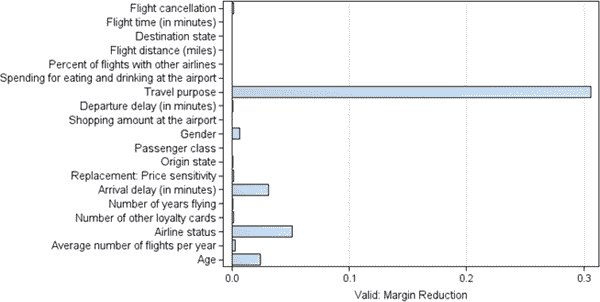 Flight cancellation
Flight time (in minutes)
Destination state
Flight distance (miles)
Percent of flights with other airlines
Spending for eating and drinking at the airport
Travel purpose
Departure delay (in minutes)
Shopping amount at the airport
Gender
Passenger class
Origin state
Replacement: Price sensitivity
Arrival delay (in minutes)
Number of years flying
Number of other loyalty cards
Airline status
Average number of flights per year
Age
0.0 0.1 0.2 0.3
Valid: Margin Reduction